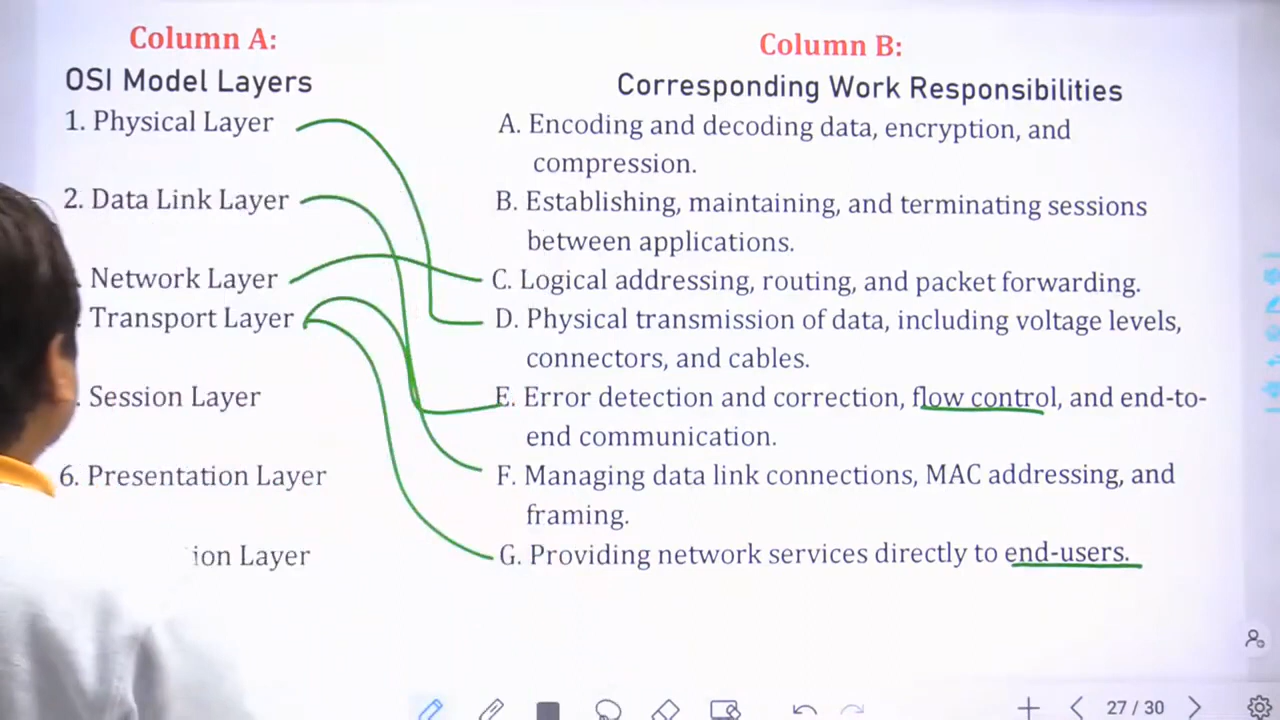 Column A:
Column B:
OSI Model Layers
Corresponding Work Responsibilities
1. Physical Layer
A. Encoding and decoding data, encryption, and
compression.
2. Data Link Layer
B. Establishing, maintaining, and terminating sessions
between applications.
. Network Layer
C. Logical addressing, routing, and packet forwarding.
. Transport Layer
D. Physical transmission of data, including voltage levels,
connectors, and cables.
. Session Layer
E. Error detection and correction, flow control, and end-to-
end communication.
6. Presentation Layer
F. Managing data link connections, MAC addressing, and
framing.
ion Layer
G. Providing network services directly to end-users.
27 / 30